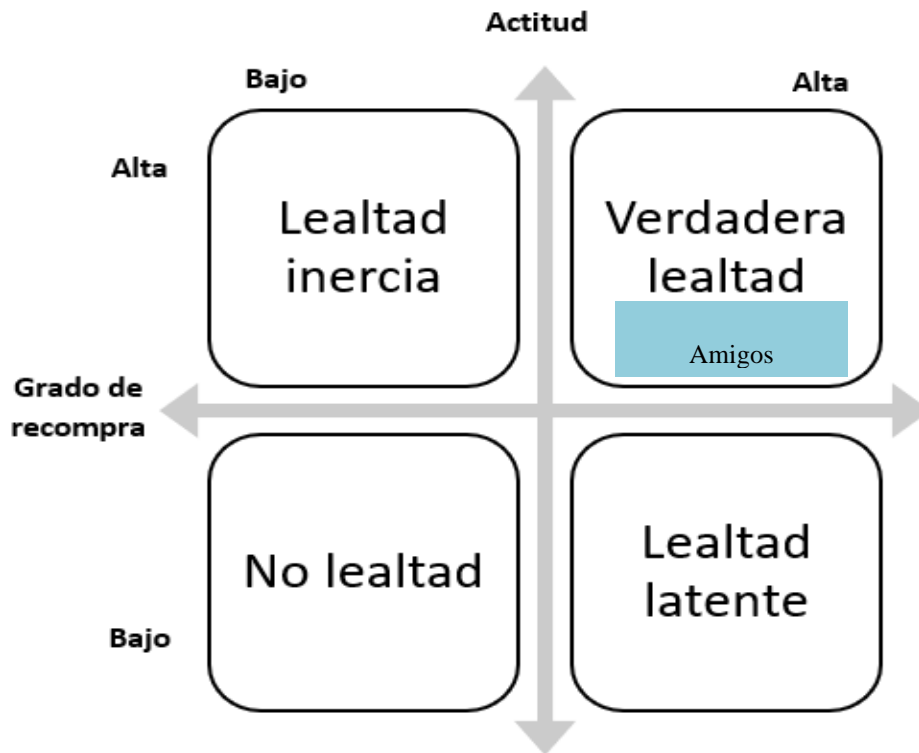 Actitud
Bajo
Alta
Alta
Lealtad
inercia
Verdadera
lealtad
Amigos
Grado de
recompra
No lealtad
Lealtad
latente
Bajo